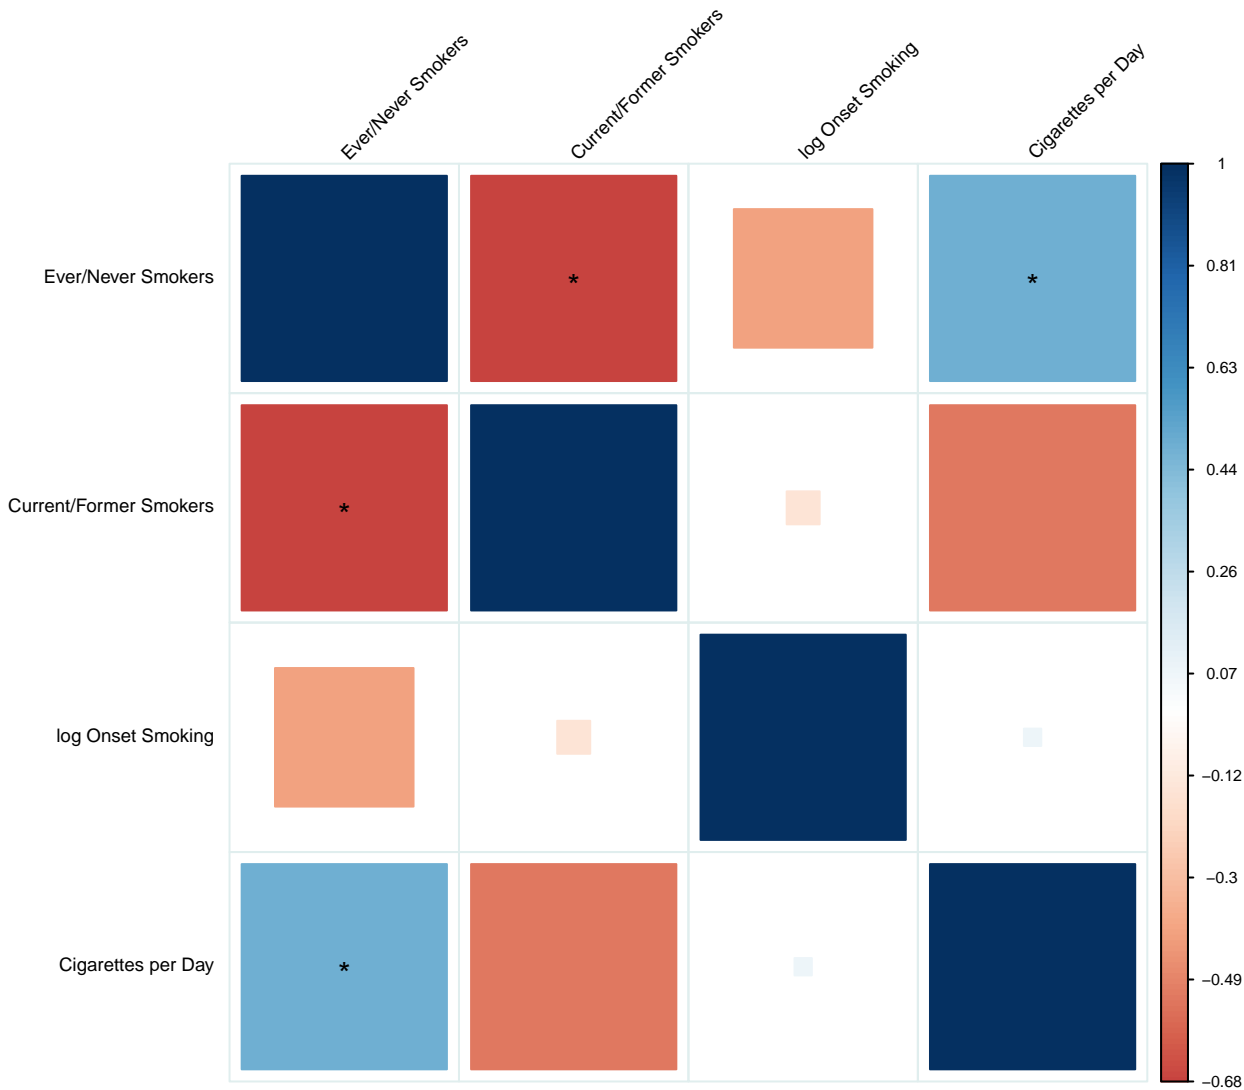 Ever/Never Smokers
Current/Former Smokers
log Onset Smoking
Cigarettes per Day
Ever/Never Smokers
*
*
Current/Former Smokers
*
log Onset Smoking
Cigarettes per Day
*
1
0.81
0.63
0.44
0.26
0.07
−0.12
−0.3
−0.49
−0.68